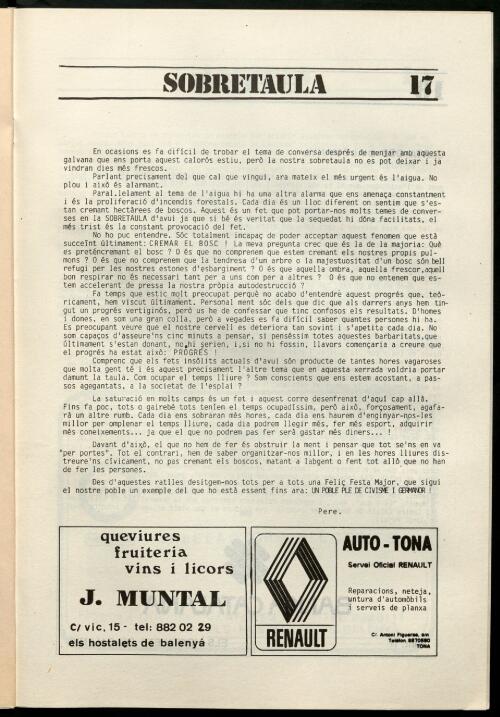 SOBRETAULA 17
En ocasions es fa difícil de trobar el tema de conversa després de menjar amb aquesta
galvana que ens porta aquest calorós estiu, però la nostra sobretaula no es pot deixar i ja
vindran dies més frescos.
Parlant precisament del que cal que vingui, ara mateix el més urgent és l'aigua. No
plou i això és alarmant.
Paral.lelament al tema de l'aigua hi ha una altra alarma que ens amenaça constantment
i és la proliferació d'incendis forestals. Cada dia és un lloc diferent on sentim que s'es-
tan cremant hectàrees de boscos. Aquest és un fet que pot portar-nos molts temes de conver-
ses en la SOBRETAULA d'avui ja que si bé és veritat que la sequedat hi dóna facilitats, el
més trist és la constant provocació del fet.
No ho puc entendre. Sóc totalment incapaç de poder acceptar aquest fenomen que està
succeïnt últimament: CREMAR EL BOSC ! La meva pregunta crec que és la de la majoria: Què
es pretén cremant el bosc ? O és que no comprenem que estem cremant els nostres propis pul-
mons ? O és que no comprenem que la tendresa d'un arbre o la majestuositat d'un bosc són bell
refugi per les nostres estones d'esbargiment ? O és que aquella ombra, aquella frescor, aquell
bon respirar no és necessari tant per a uns com per a altres ? O és que no entenem que es-
tem accelerant de pressa la nostra pròpia autodestrucció ?
Fa temps que estic molt preocupat perquè no acabo d'entendre aquest progrés que, teò-
ricament, hem viscut últimament. Personal ment sóc dels que dic que als darrers anys hem tin-
gut un progrés vertiginós, però us he de confessar que tinc confosos els resultats. D'homes
i dones, en som una gran colla, però a vegades es fa difícil saber quantes persones hi ha.
És preocupant veure que el nostre cervell es deteriora tan sovint i s'apetita cada dia. No
som capaços d'asseure'ns cinc minuts a pensar, si penséssim totes aquestes barbaritats, que
últimament s'estan donant, no hi serien, i, si no hi fossin, llavors començaria a creure que
el progrés ha estat això: PROGRÉS !
Comprenc que els fets insòlits actuals d'avui són producte de tantes hores vagaroses
que molta gent té i és aquest precisament l'altre tema que en aquesta xerrada voldria portar
damunt la taula. Com ocupar el temps lliure ? Som conscients que ens estem acostant, a pas-
sos agegantats, a la societat de l'esplai ?
La saturació en molts camps és un fet i aquest corre desenfrenat d'aquí cap allà.
Fins fa poc, tots o gairebé tots tenien el temps ocupadíssim, però això, forçosament, agafa-
rà un altre rumb. Cada dia ens sobraran més hores, cada dia ens haurem d'enginyar-nos-les
millor per omplenar el temps lliure, cada dia podrem llegir més, fer més esport, adquirir
més coneixements... ja que el que no podrem pas fer serà gastar més diners... !
Davant d'això, el que no hem de fer és obstruir la ment i pensar que tot se'ns en va
"per portes". Tot el contrari, hem de saber organitzar-nos millor, i en les hores lliures dis-
treure'ns cívicament, no pas cremant els boscos, matant a labgent o fent tot allò que no han
de fer les persones.
Des d'aquestes ratlles desitgem-nos tots per a tots una Feliç Festa Major, que sigui
el nostre poble un exemple del que ho està essent fins ara: UN POBLE PLE DE CIVISME I GERMANOR !
Pere.
queviures
fruiteria
vins i licors
J. MUNTAL
C/ vic, 15 - tel: 882 02 29
els hostalets de balenyà
RENAULT
AUTO - TONA
Servei Oficial RENAULT
Reparacions, neteja,
untura d'automòbils
i serveis de planxa
C/. Antoni Figueras, s/n
Telèfon 8870580
TONA